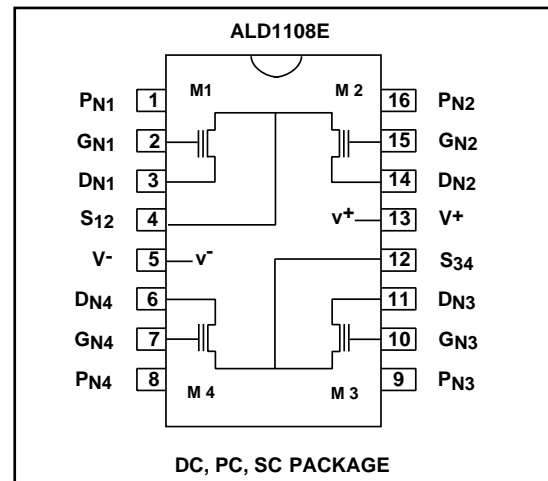 ALD1108E
M1 M 2
PN1 1 16 PN2
GN1 2 15 GN2
DN1 3 14 DN2
S12 4 v+ 13 V+
V- 5 v- 12 S34
DN4 6 11 DN3
GN4 7 10 GN3
PN4 8 9 PN3
M 4 M 3
DC, PC, SC PACKAGE